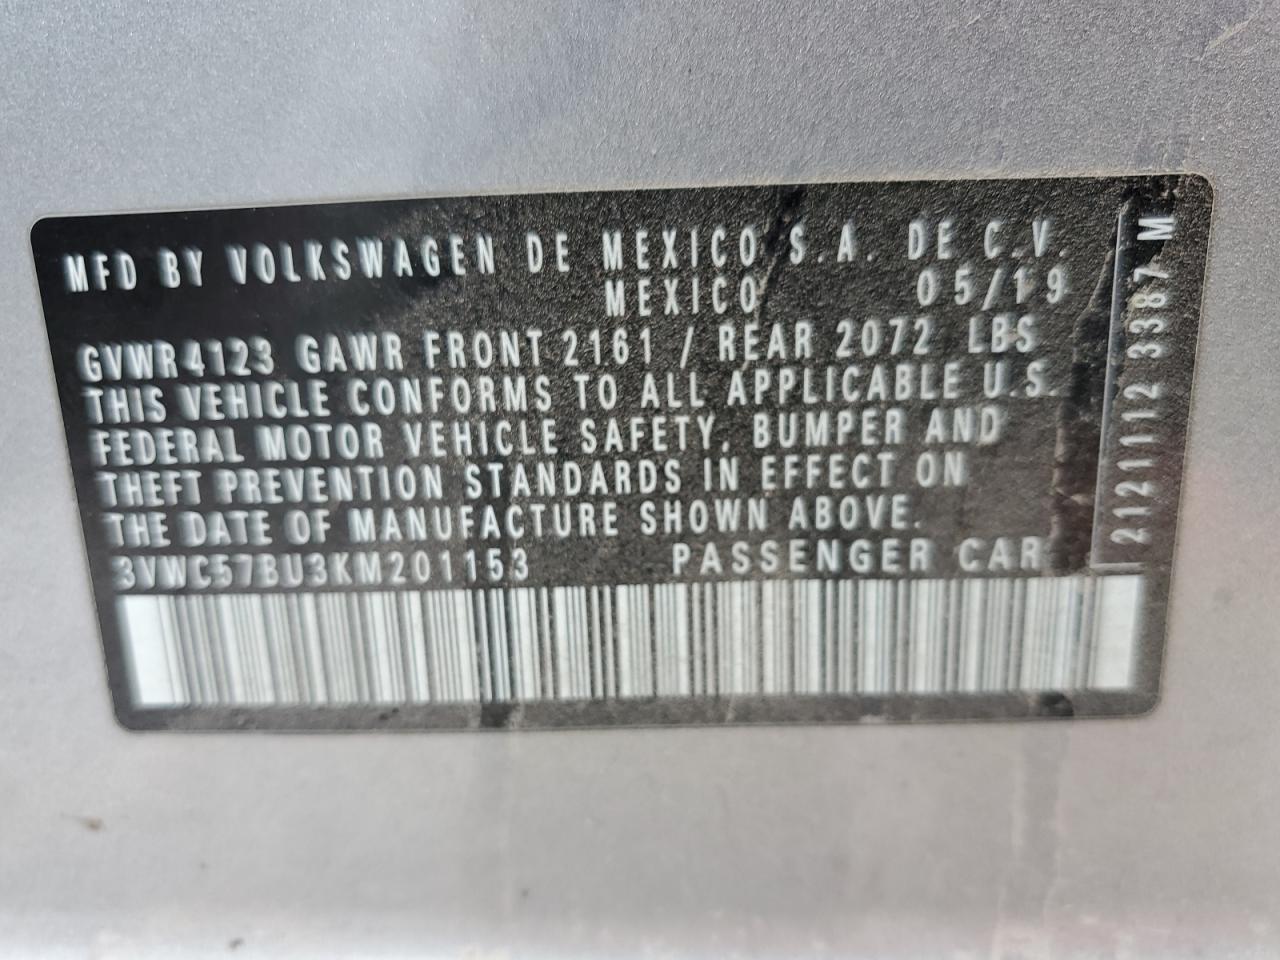 MFD BY VOLKSWAGEN DE MEXICO S.A. DE C.V.
MEXICO 05/19
GVWR 4123 GAWR FRONT 2161 / REAR 2072 LBS
THIS VEHICLE CONFORMS TO ALL APPLICABLE U.S.
FEDERAL MOTOR VEHICLE SAFETY, BUMPER AND
THEFT PREVENTION STANDARDS IN EFFECT ON
THE DATE OF MANUFACTURE SHOWN ABOVE.
3VWC57BU3KM201153 PASSENGER CAR
2121112 3387 M